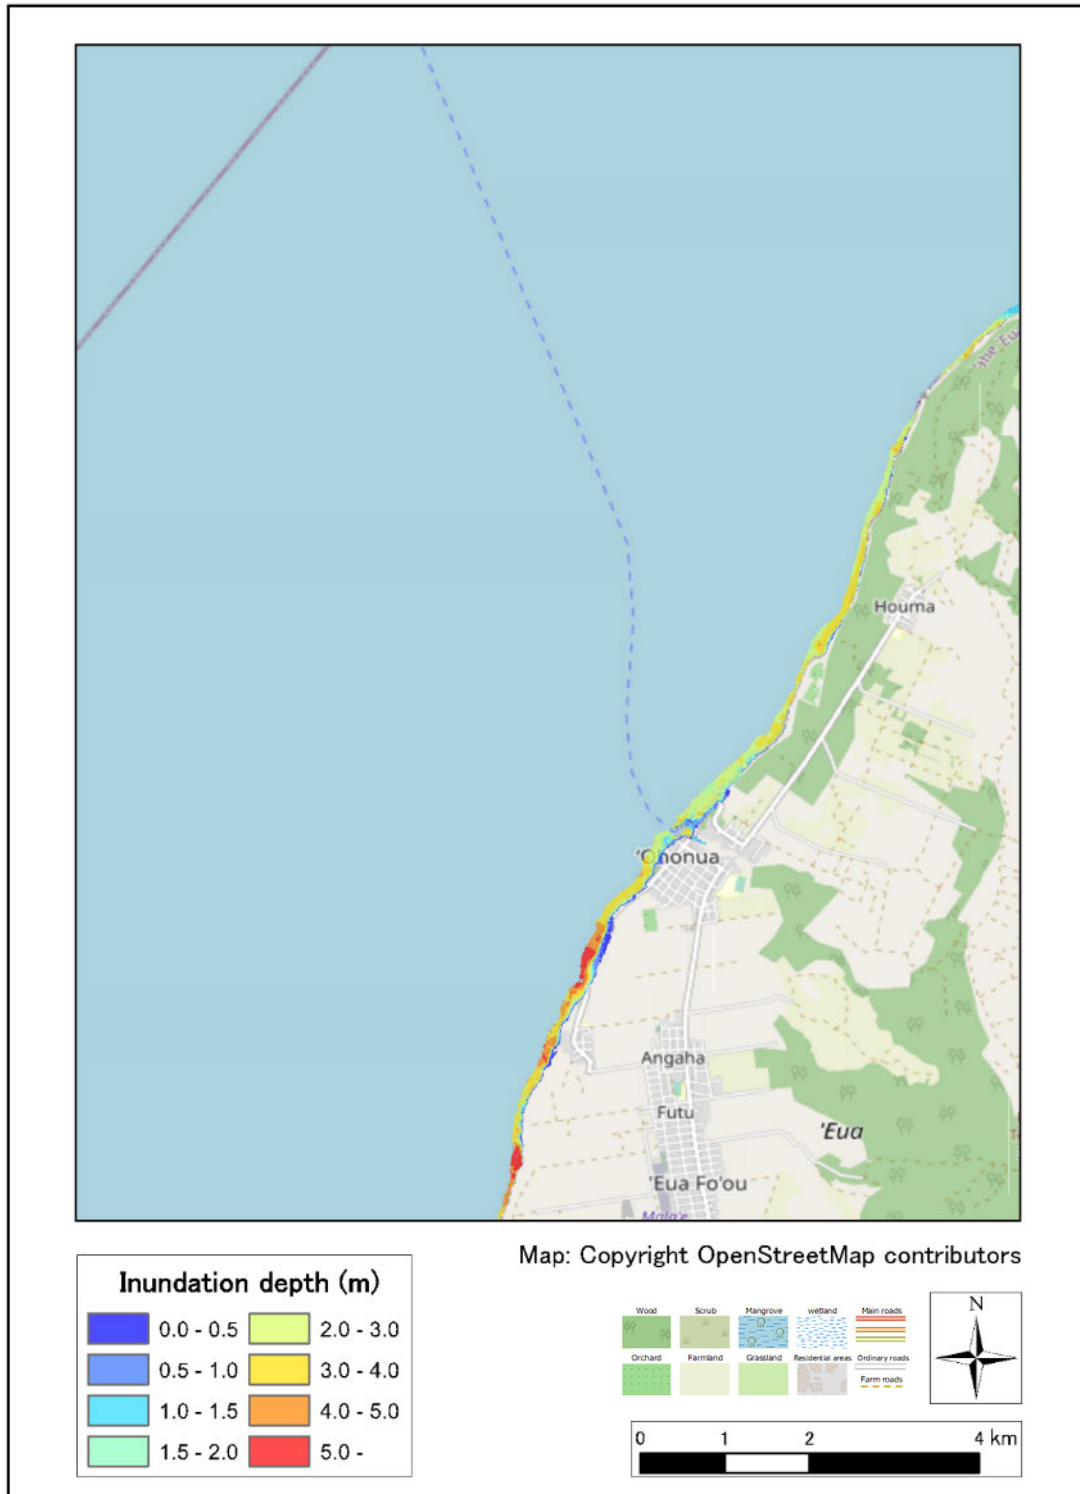 Houma
'Ohonua
Angaha
Futu
'Eua
'Eua Fo'ou
Mala'e
Map: Copyright OpenStreetMap contributors
Inundation depth (m)
0.0 - 0.5
2.0 - 3.0
0.5 - 1.0
3.0 - 4.0
1.0 - 1.5
4.0 - 5.0
1.5 - 2.0
5.0 -
Wood
Scrub
Mangrove
wetland
Main roads
Orchard
Farmland
Grassland
Residential areas
Ordinary roads
Farm roads
N
0 1 2 4 km